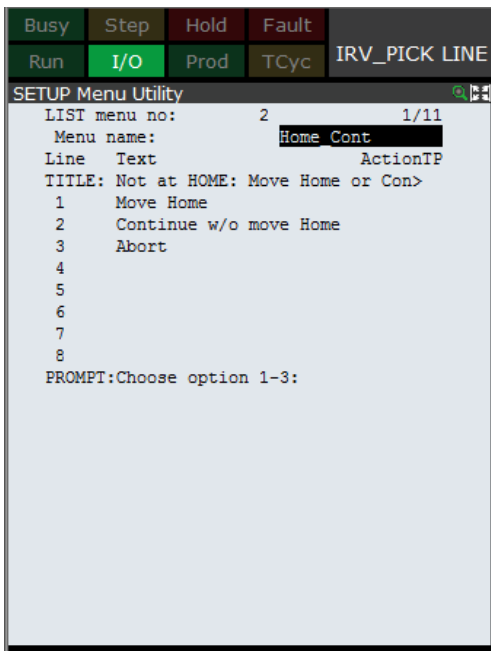 Busy Step Hold Fault
Run I/O Prod TCyc IRV_PICK LINE
SETUP Menu Utility
LIST menu no: 2 1/11
Menu name: Home_Cont
Line Text ActionTP
TITLE: Not at HOME: Move Home or Con>
1 Move Home
2 Continue w/o move Home
3 Abort
4
5
6
7
8
PROMPT:Choose option 1-3: